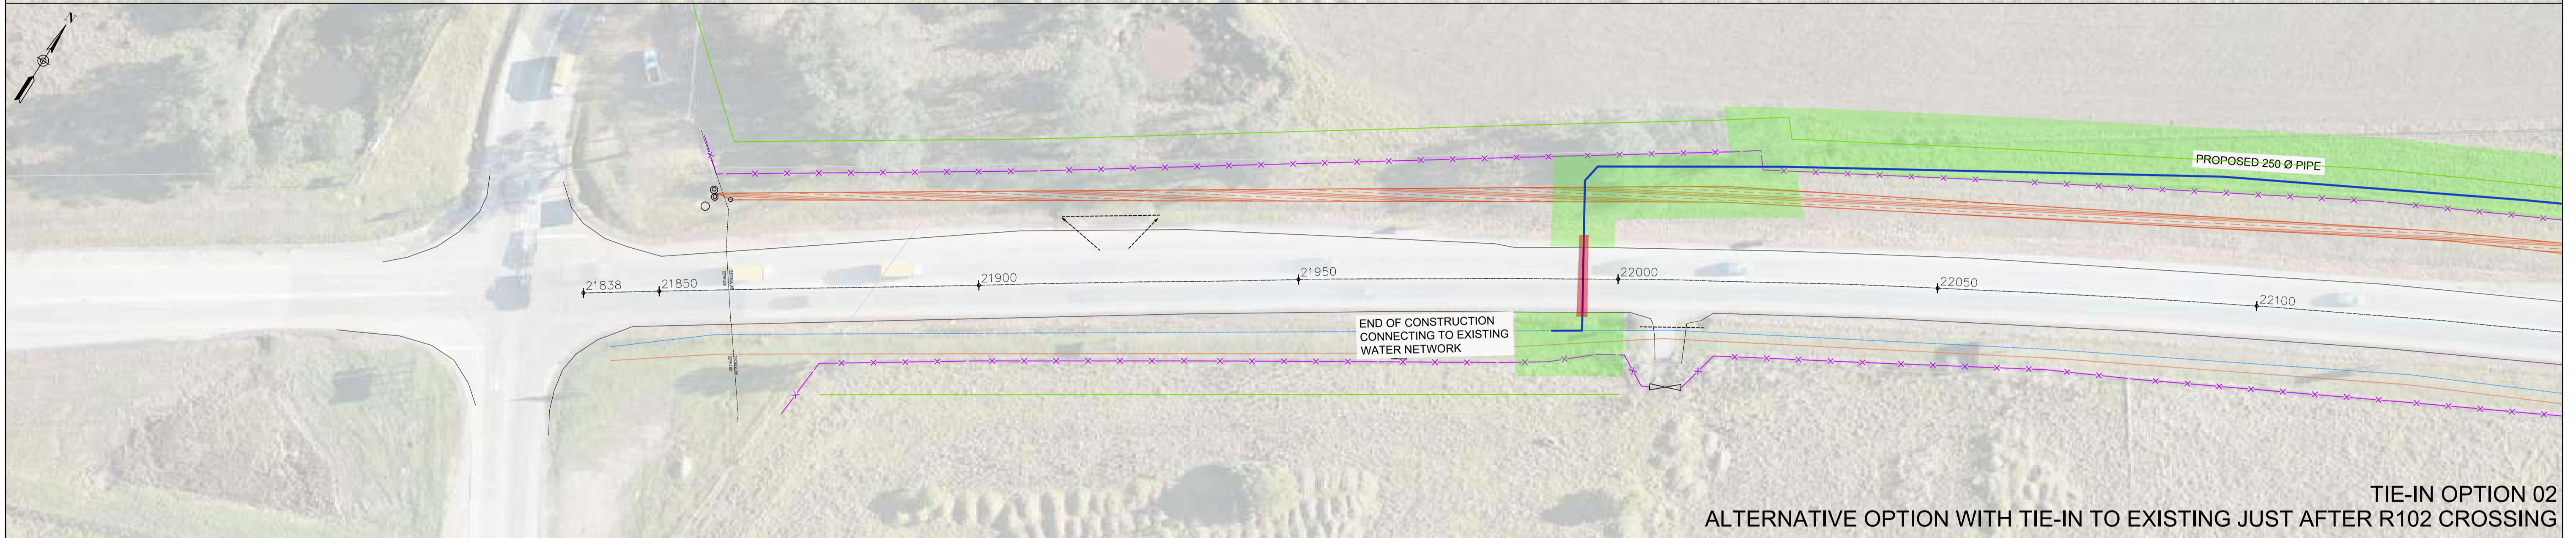 N
PROPOSED 250 Ø PIPE
21838
21850
21900
21950
22000
22050
22100
END OF CONSTRUCTION
CONNECTING TO EXISTING
WATER NETWORK
TIE-IN OPTION 02
ALTERNATIVE OPTION WITH TIE-IN TO EXISTING JUST AFTER R102 CROSSING